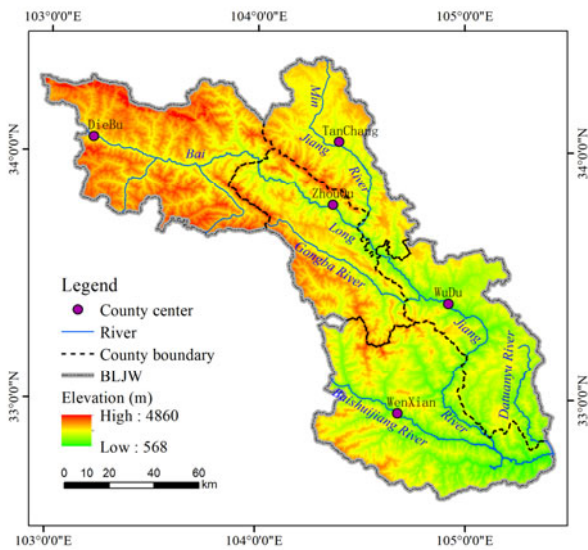 103°0'0"E
104°0'0"E
105°0'0"E
34°0'0"N
34°0'0"N
33°0'0"N
33°0'0"N
Min
Jiang
River
TanChang
DieBu
Bai
ZhouQu
Long
Gongba River
WuDu
Jiang
River
Datuanyu River
WenXian
Baishuijiang River
Legend
County center
River
County boundary
BLJW
Elevation (m)
High : 4860
Low : 568
0 10 20 40 60
km
103°0'0"E
104°0'0"E
105°0'0"E